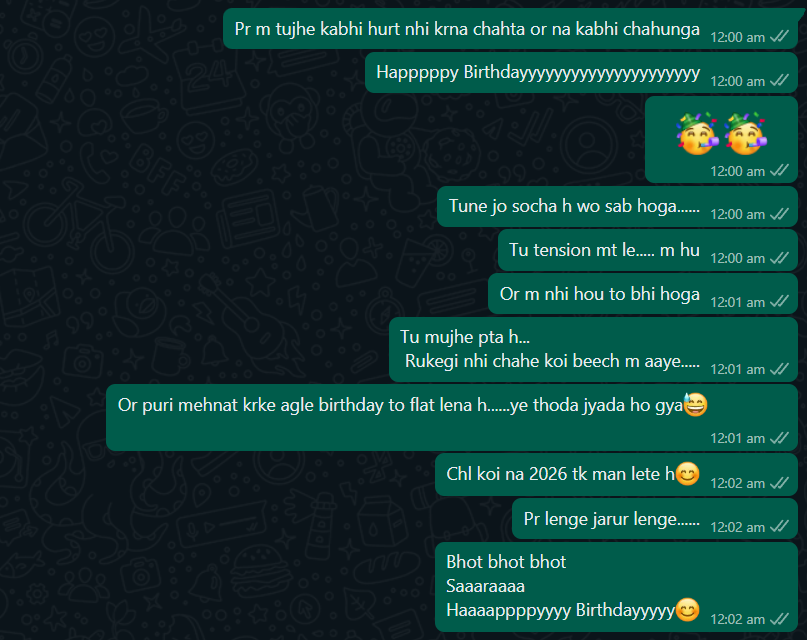 Pr m tujhe kabhi hurt nhi krna chahta or na kabhi chahunga 12:00 am
Happpppy Birthdayyyyyyyyyyyyyyyyyyyyy 12:00 am
🥳🥳
12:00 am
Tune jo socha h wo sab hoga...... 12:00 am
Tu tension mt le..... m hu 12:00 am
Or m nhi hou to bhi hoga 12:01 am
Tu mujhe pta h...
Rukegi nhi chahe koi beech m aaye..... 12:01 am
Or puri mehnat krke agle birthday to flat lena h......ye thoda jyada ho gya😅
12:01 am
Chl koi na 2026 tk man lete h😊 12:02 am
Pr lenge jarur lenge...... 12:02 am
Bhot bhot bhot
Saaaraaaa
Haaaappppyyyy Birthdayyyyy😊 12:02 am